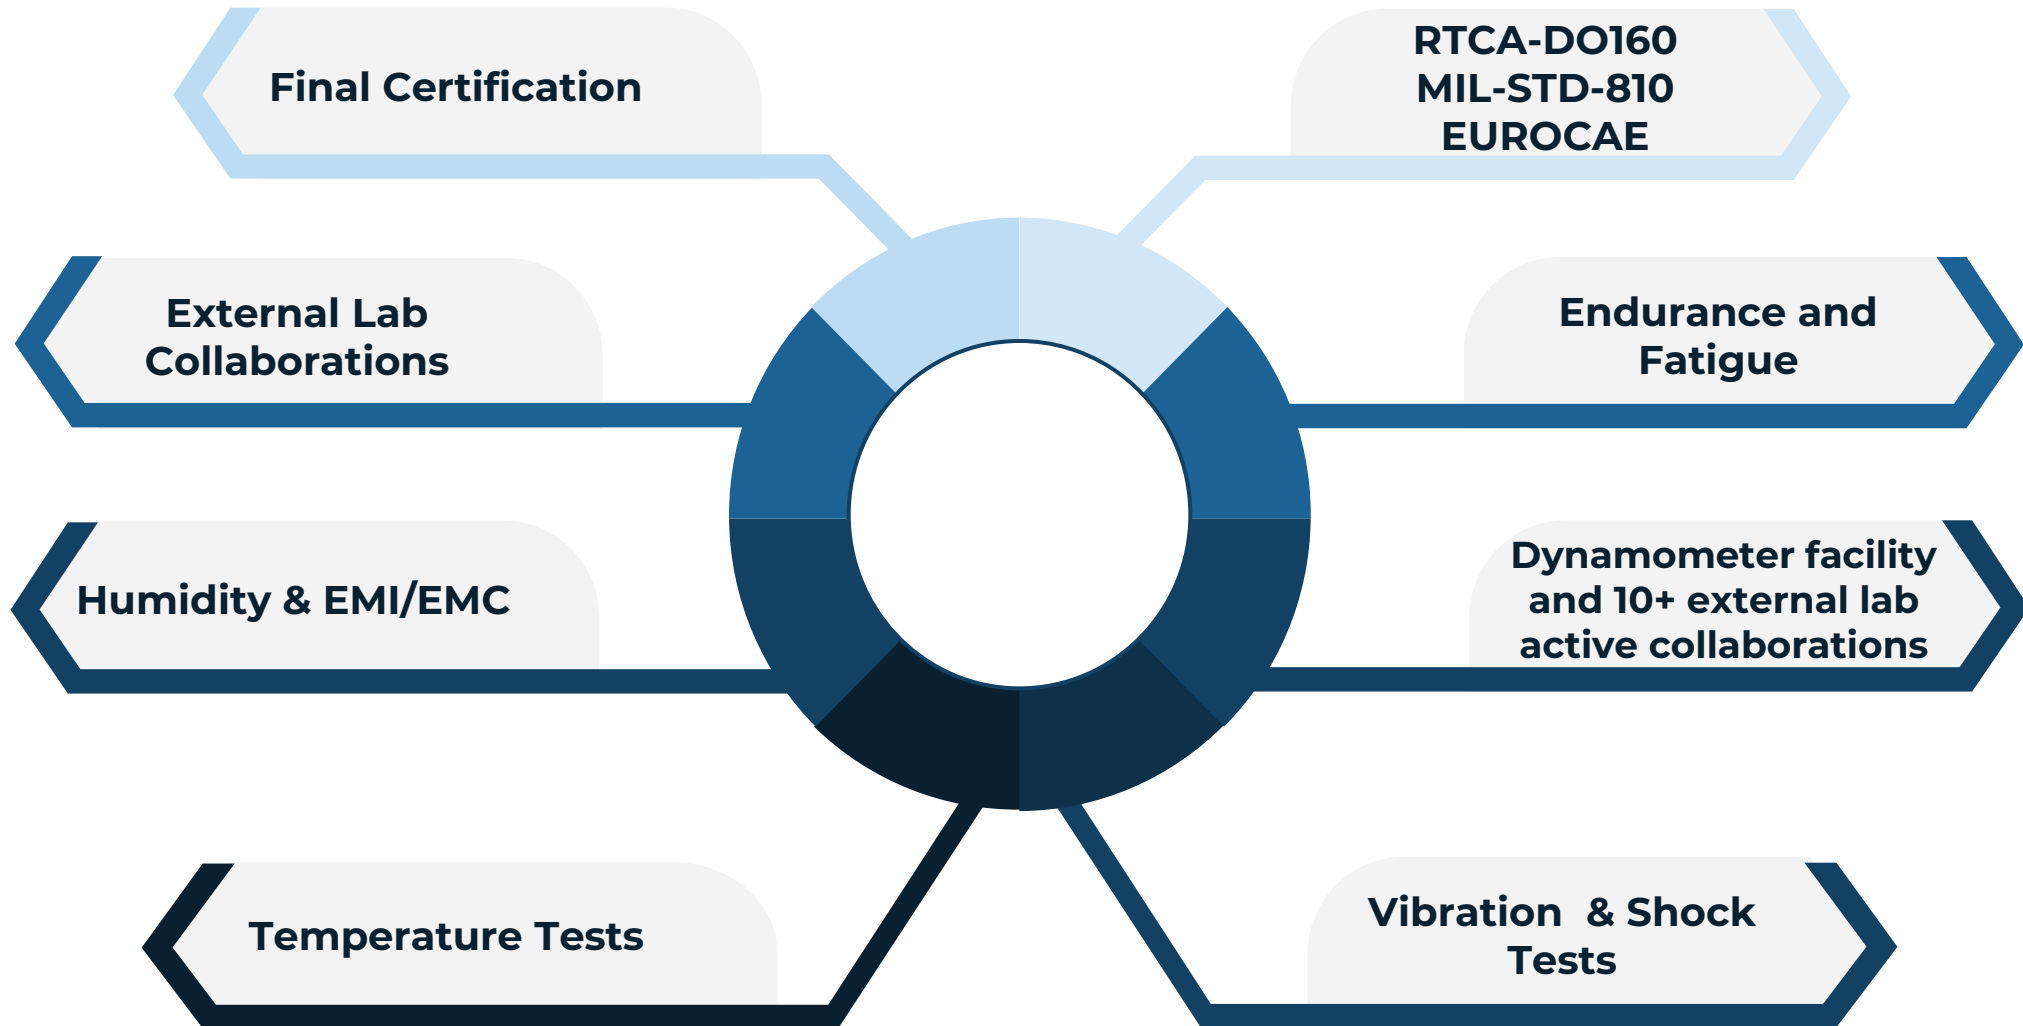 Final Certification
RTCA-DO160
MIL-STD-810
EUROCAE
External Lab
Collaborations
Endurance and
Fatigue
Humidity & EMI/EMC
Dynamometer facility
and 10+ external lab
active collaborations
Temperature Tests
Vibration  & Shock
Tests